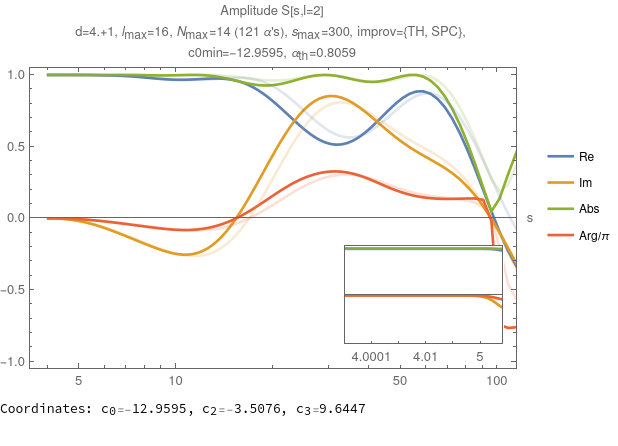 Amplitude S[s,l=2]
d=4.+1, lmax=16, Nmax=14 (121 α's), smax=300, improv={TH, SPC},
c0min=-12.9595, αth=0.8059
1.0
0.5
0.0
-0.5
-1.0
s
Re
Im
Abs
Arg/π
4.0001 4.01 5
5 10 50 100
Coordinates: c0=-12.9595, c2=-3.5076, c3=9.6447